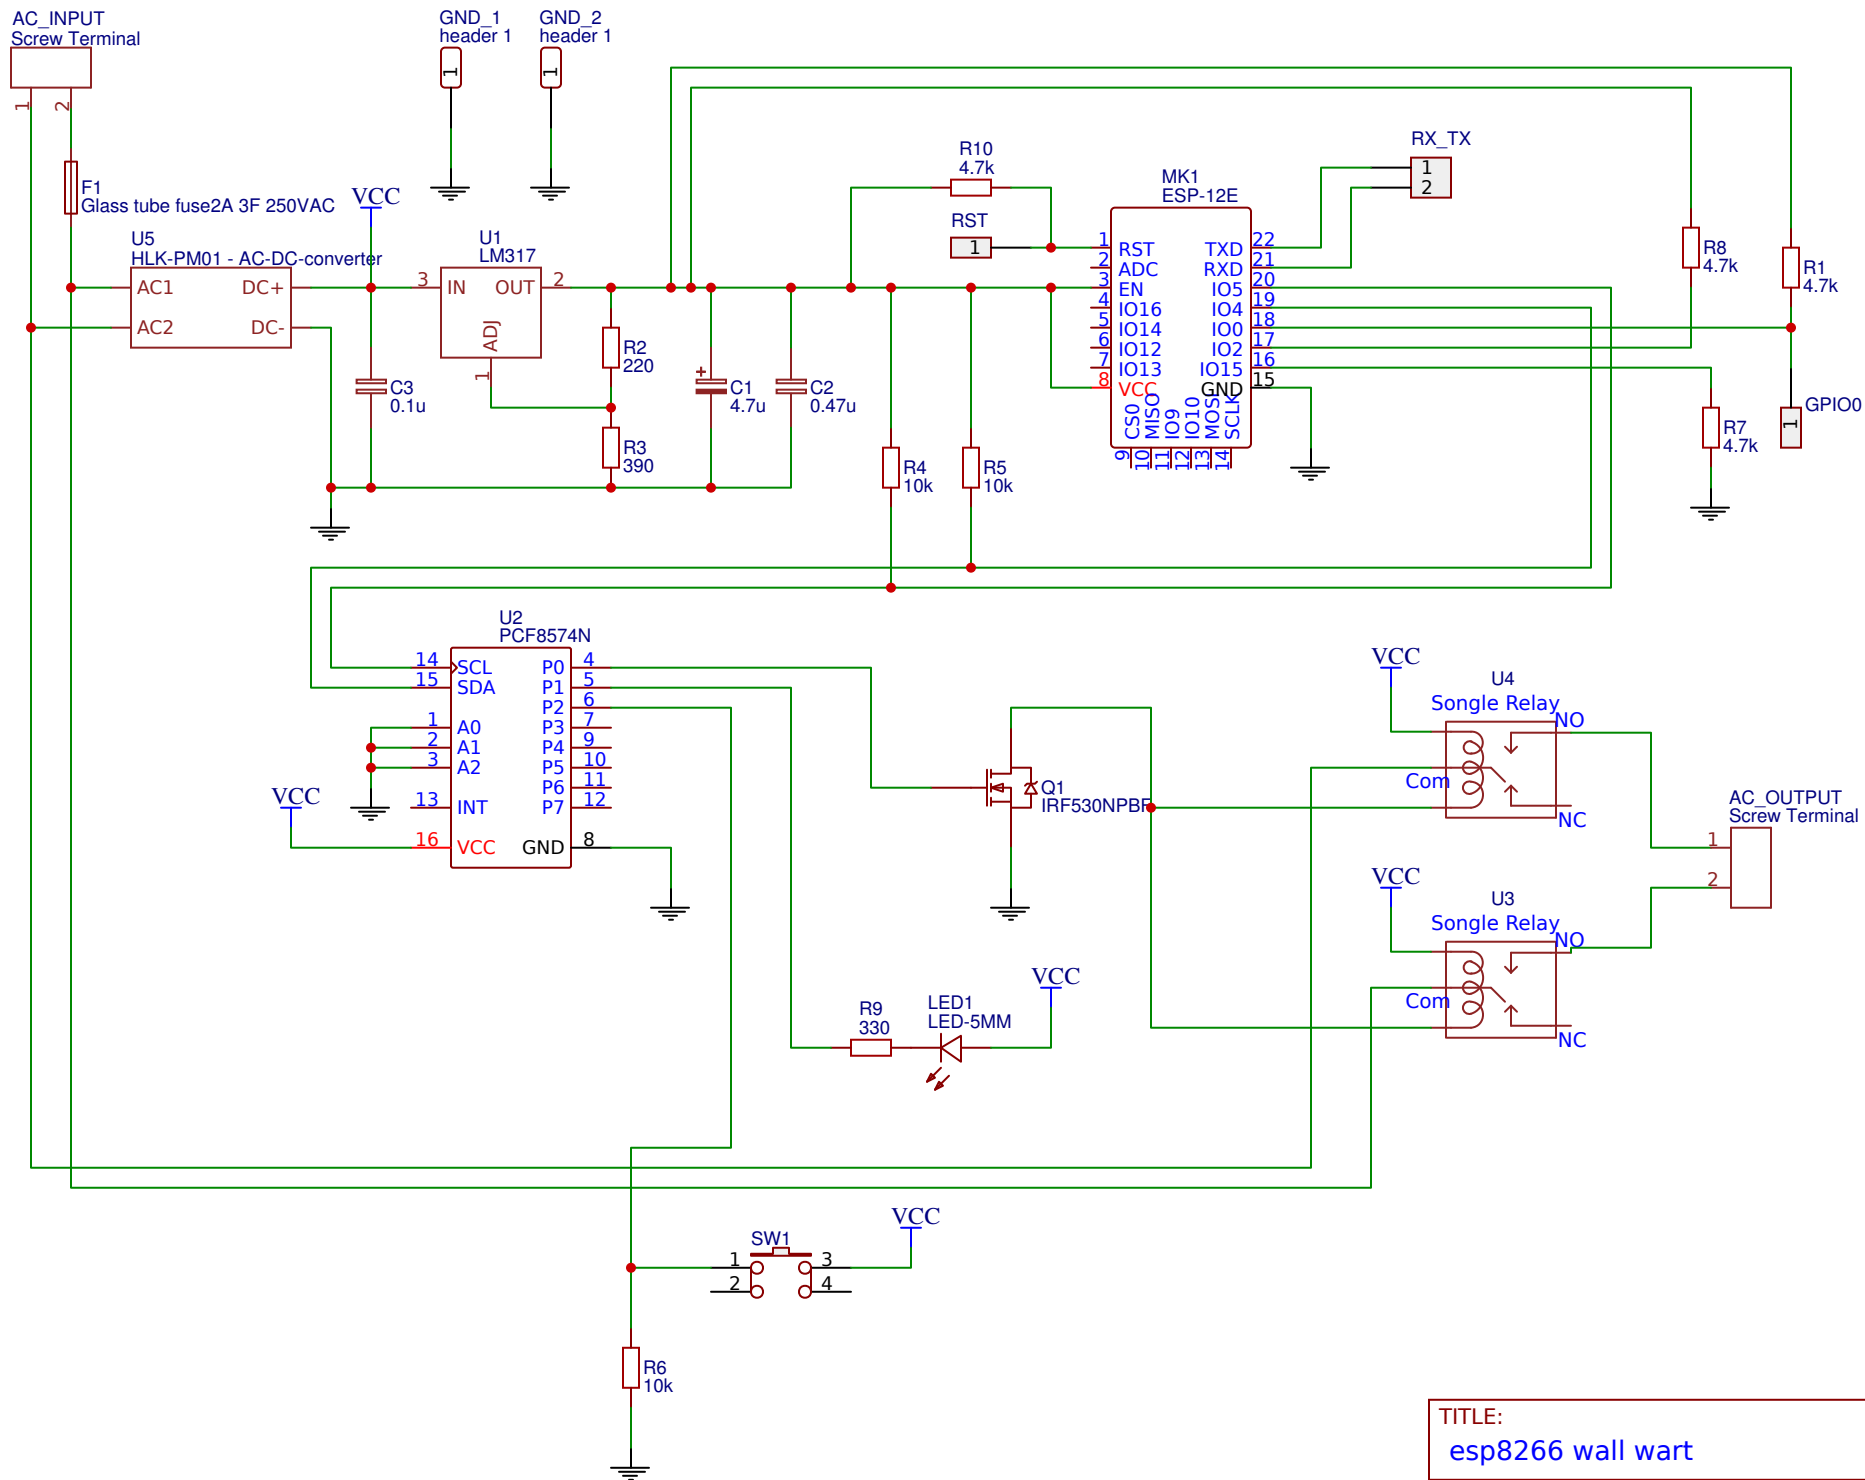 AC_INPUT
Screw Terminal
1
2
GND_1
header 1
1
GND_2
header 1
1
F1
Glass tube fuse2A 3F 250VAC
VCC
U5
HLK-PM01 - AC-DC-converter
AC1
DC+
AC2
DC-
U1
LM317
3
IN
OUT
2
ADJ
1
C3
0.1u
R2
220
R3
390
C1
4.7u
+
C2
0.47u
R10
4.7k
RST
1
R4
10k
R5
10k
MK1
ESP-12E
1 RST
2 ADC
3 EN
4 IO16
5 IO14
6 IO12
7 IO13
8 VCC
TXD 22
RXD 21
IO5 20
IO4 19
IO0 18
IO2 17
IO15 16
GND 15
CS0
MISO
IO9
IO10
MOSI
SCLK
9
10
11
12
13
14
RX_TX
1
2
R8
4.7k
R1
4.7k
R7
4.7k
GPIO0
1
U2
PCF8574N
14 SCL
15 SDA
1 A0
2 A1
3 A2
13 INT
16 VCC
P0 4
P1 5
P2 6
P3 7
P4 9
P5 10
P6 11
P7 12
GND 8
VCC
Q1
IRF530NPBF
VCC
U4
Songle Relay
NO
Com
NC
VCC
U3
Songle Relay
NO
Com
NC
AC_OUTPUT
Screw Terminal
1
2
R9
330
LED1
LED-5MM
VCC
SW1
1
2
3
4
VCC
R6
10k
TITLE:
esp8266 wall wart